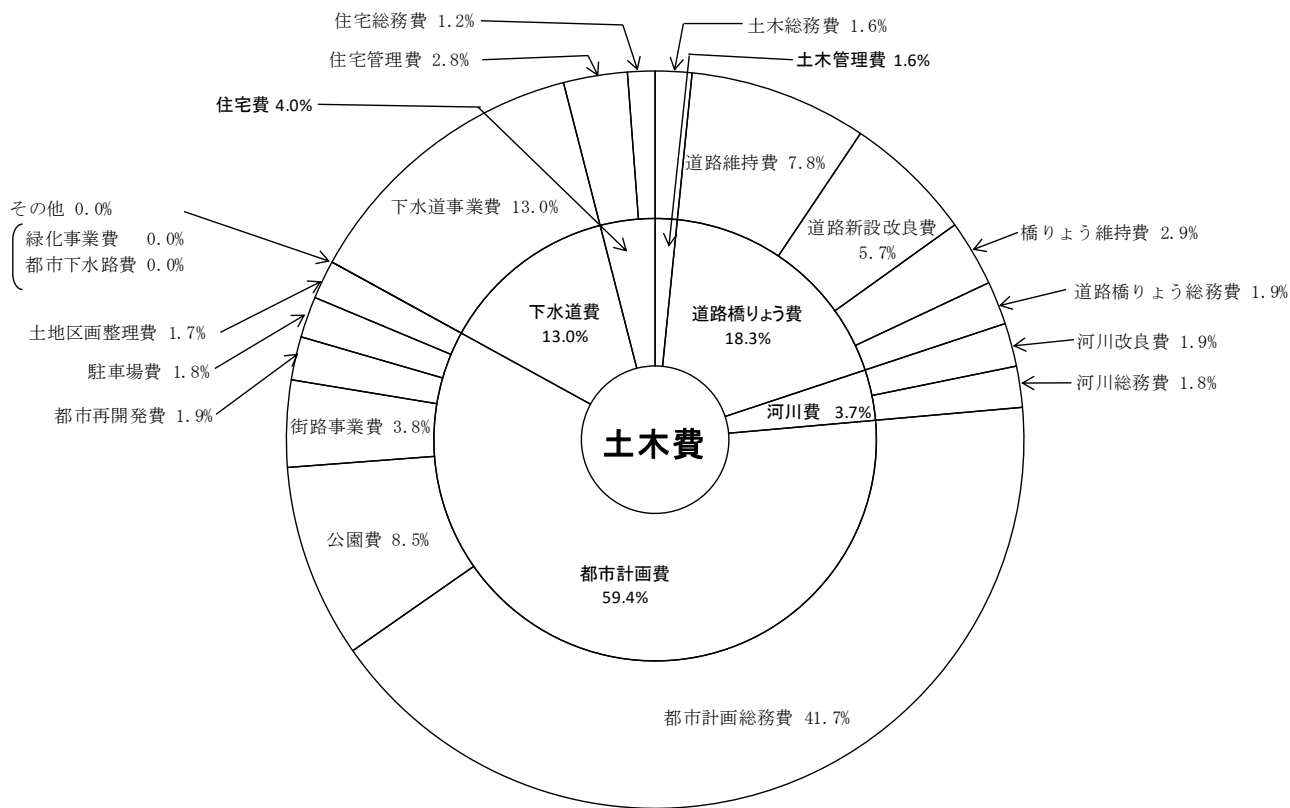 住宅総務費 1.2%
土木総務費 1.6%
住宅管理費 2.8%
土木管理費 1.6%
住宅費 4.0%
道路維持費 7.8%
下水道事業費 13.0%
その他 0.0%
緑化事業費 0.0%
都市下水路費 0.0%
道路新設改良費
5.7%
橋りょう維持費 2.9%
道路橋りょう総務費 1.9%
下水道費
13.0%
道路橋りょう費
18.3%
土地区画整理費 1.7%
河川改良費 1.9%
駐車場費 1.8%
河川総務費 1.8%
都市再開発費 1.9%
街路事業費 3.8%
河川費 3.7%
土木費
公園費 8.5%
都市計画費
59.4%
都市計画総務費 41.7%